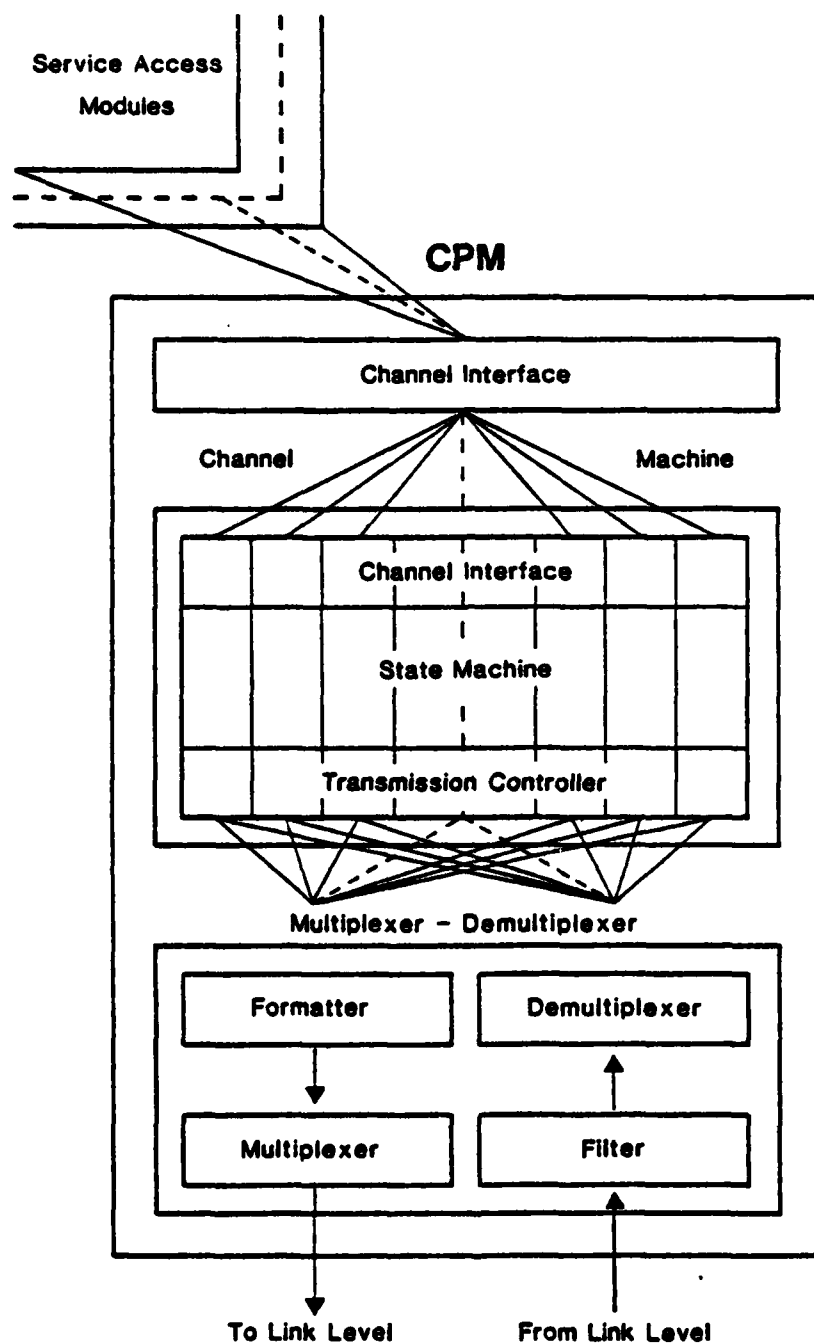 Service Access
Modules
CPM
Channel Interface
Channel Machine
Channel Interface
State Machine
Transmission Controller
Multiplexer - Demultiplexer
Formatter Demultiplexer
Multiplexer Filter
To Link Level From Link Level